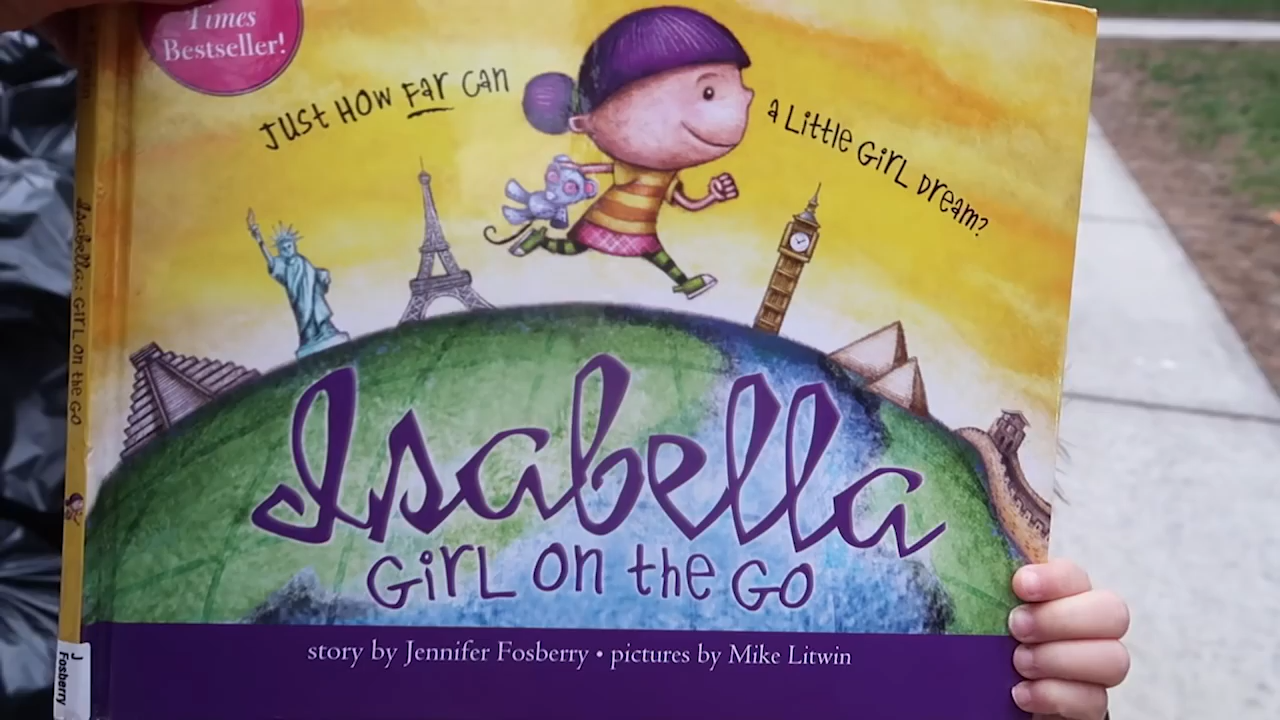 Times
Bestseller!
JUST HOW FAR CAN
a LittLE GiRL DReam?
Isabella
GiRL on the GO
story by Jennifer Fosberry • pictures by Mike Litwin
Isabella: GiRL on the GO
J
Fosberry